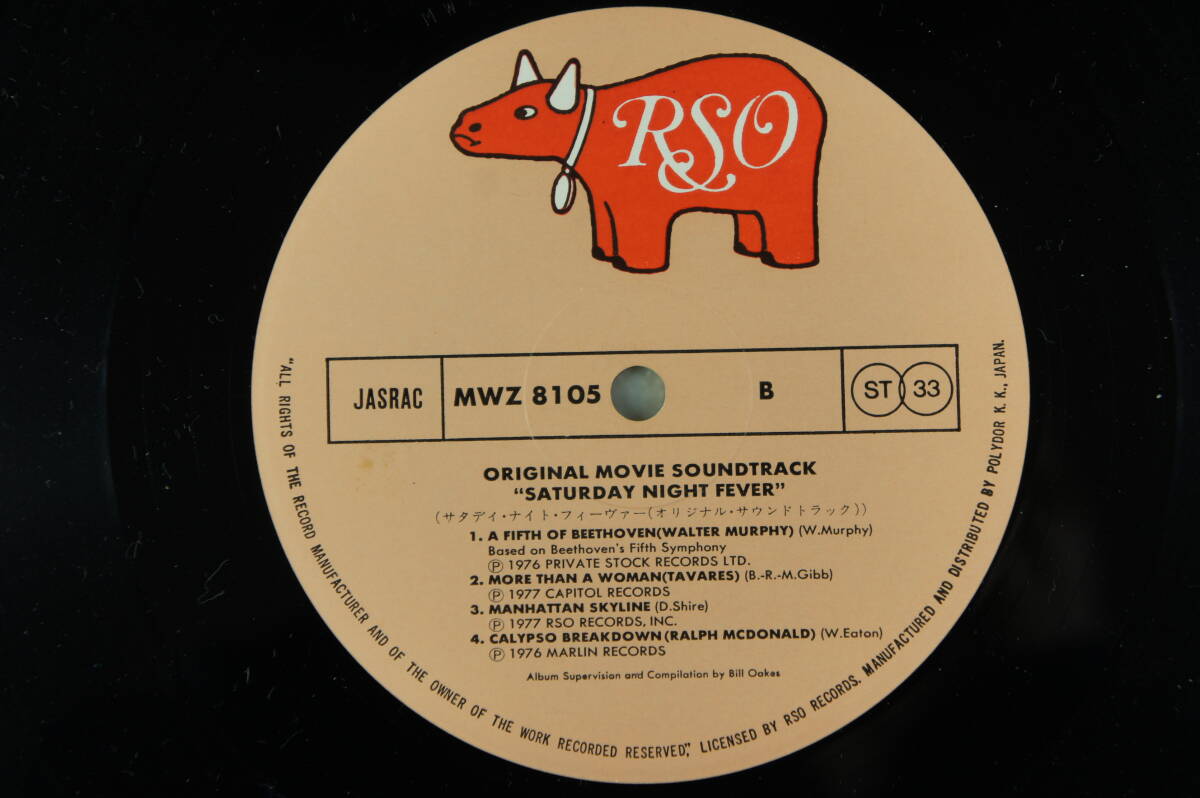 RSO
JASRAC
MWZ 8105
B
ST 33
ORIGINAL MOVIE SOUNDTRACK
“SATURDAY NIGHT FEVER”
(サタデイ・ナイト・フィーヴァー(オリジナル・サウンドトラック))
1. A FIFTH OF BEETHOVEN(WALTER MURPHY) (W.Murphy)
Based on Beethoven's Fifth Symphony
Ⓟ 1976 PRIVATE STOCK RECORDS LTD.
2. MORE THAN A WOMAN(TAVARES) (B.-R.-M.Gibb)
Ⓟ 1977 CAPITOL RECORDS
3. MANHATTAN SKYLINE (D.Shire)
Ⓟ 1977 RSO RECORDS, INC.
4. CALYPSO BREAKDOWN(RALPH MCDONALD) (W.Eaton)
Ⓟ 1976 MARLIN RECORDS
Album Supervision and Compilation by Bill Oakes
“ALL RIGHTS OF THE RECORD MANUFACTURER AND OF THE OWNER OF THE WORK RECORDED RESERVED”, LICENSED BY RSO RECORDS. MANUFACTURED AND DISTRIBUTED BY POLYDOR K. K., JAPAN.